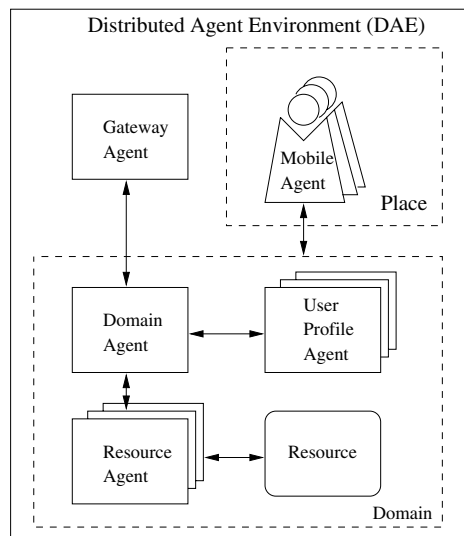 Distributed Agent Environment (DAE)
Gateway
Agent
Mobile
Agent
Place
Domain
Agent
User
Profile
Agent
Resource
Agent
Resource
Domain